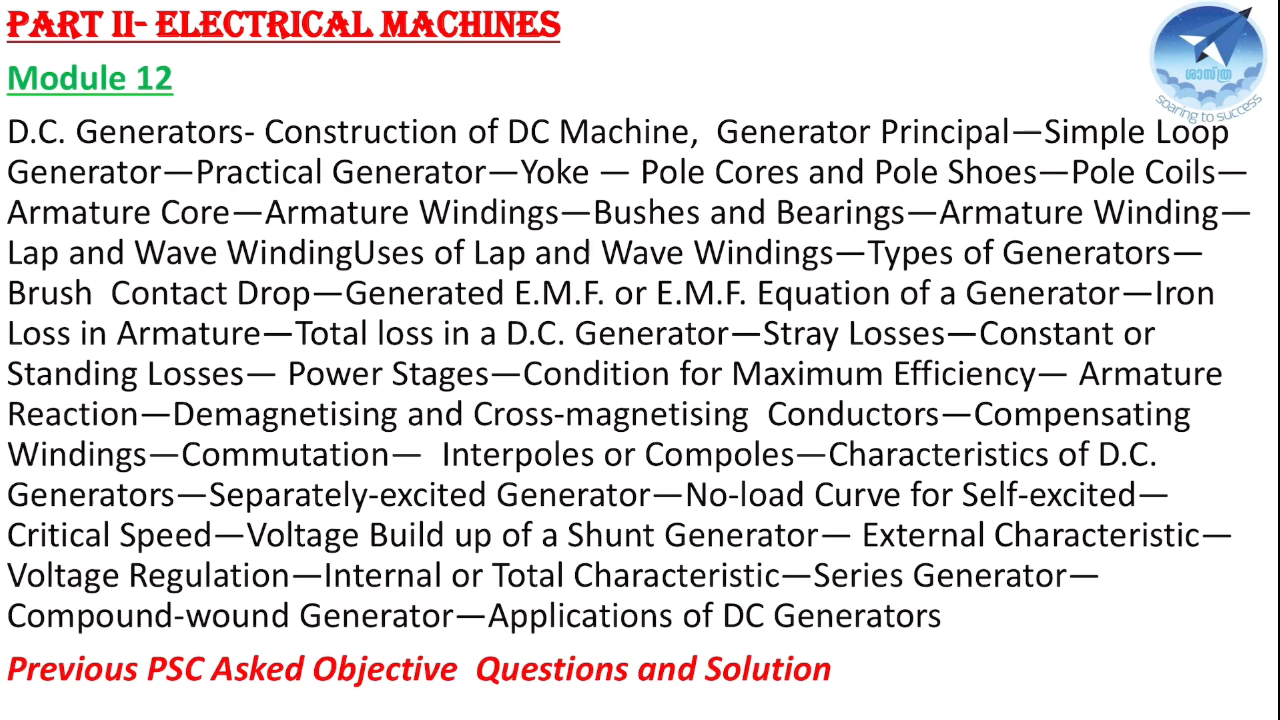 PART II- ELECTRICAL MACHINES
Module 12
ശാസ്ത്ര
soaring to success
D.C. Generators- Construction of DC Machine, Generator Principal—Simple Loop
Generator—Practical Generator—Yoke — Pole Cores and Pole Shoes—Pole Coils—
Armature Core—Armature Windings—Bushes and Bearings—Armature Winding—
Lap and Wave WindingUses of Lap and Wave Windings—Types of Generators—
Brush Contact Drop—Generated E.M.F. or E.M.F. Equation of a Generator—Iron
Loss in Armature—Total loss in a D.C. Generator—Stray Losses—Constant or
Standing Losses— Power Stages—Condition for Maximum Efficiency— Armature
Reaction—Demagnetising and Cross-magnetising Conductors—Compensating
Windings—Commutation— Interpoles or Compoles—Characteristics of D.C.
Generators—Separately-excited Generator—No-load Curve for Self-excited—
Critical Speed—Voltage Build up of a Shunt Generator— External Characteristic—
Voltage Regulation—Internal or Total Characteristic—Series Generator—
Compound-wound Generator—Applications of DC Generators
Previous PSC Asked Objective Questions and Solution